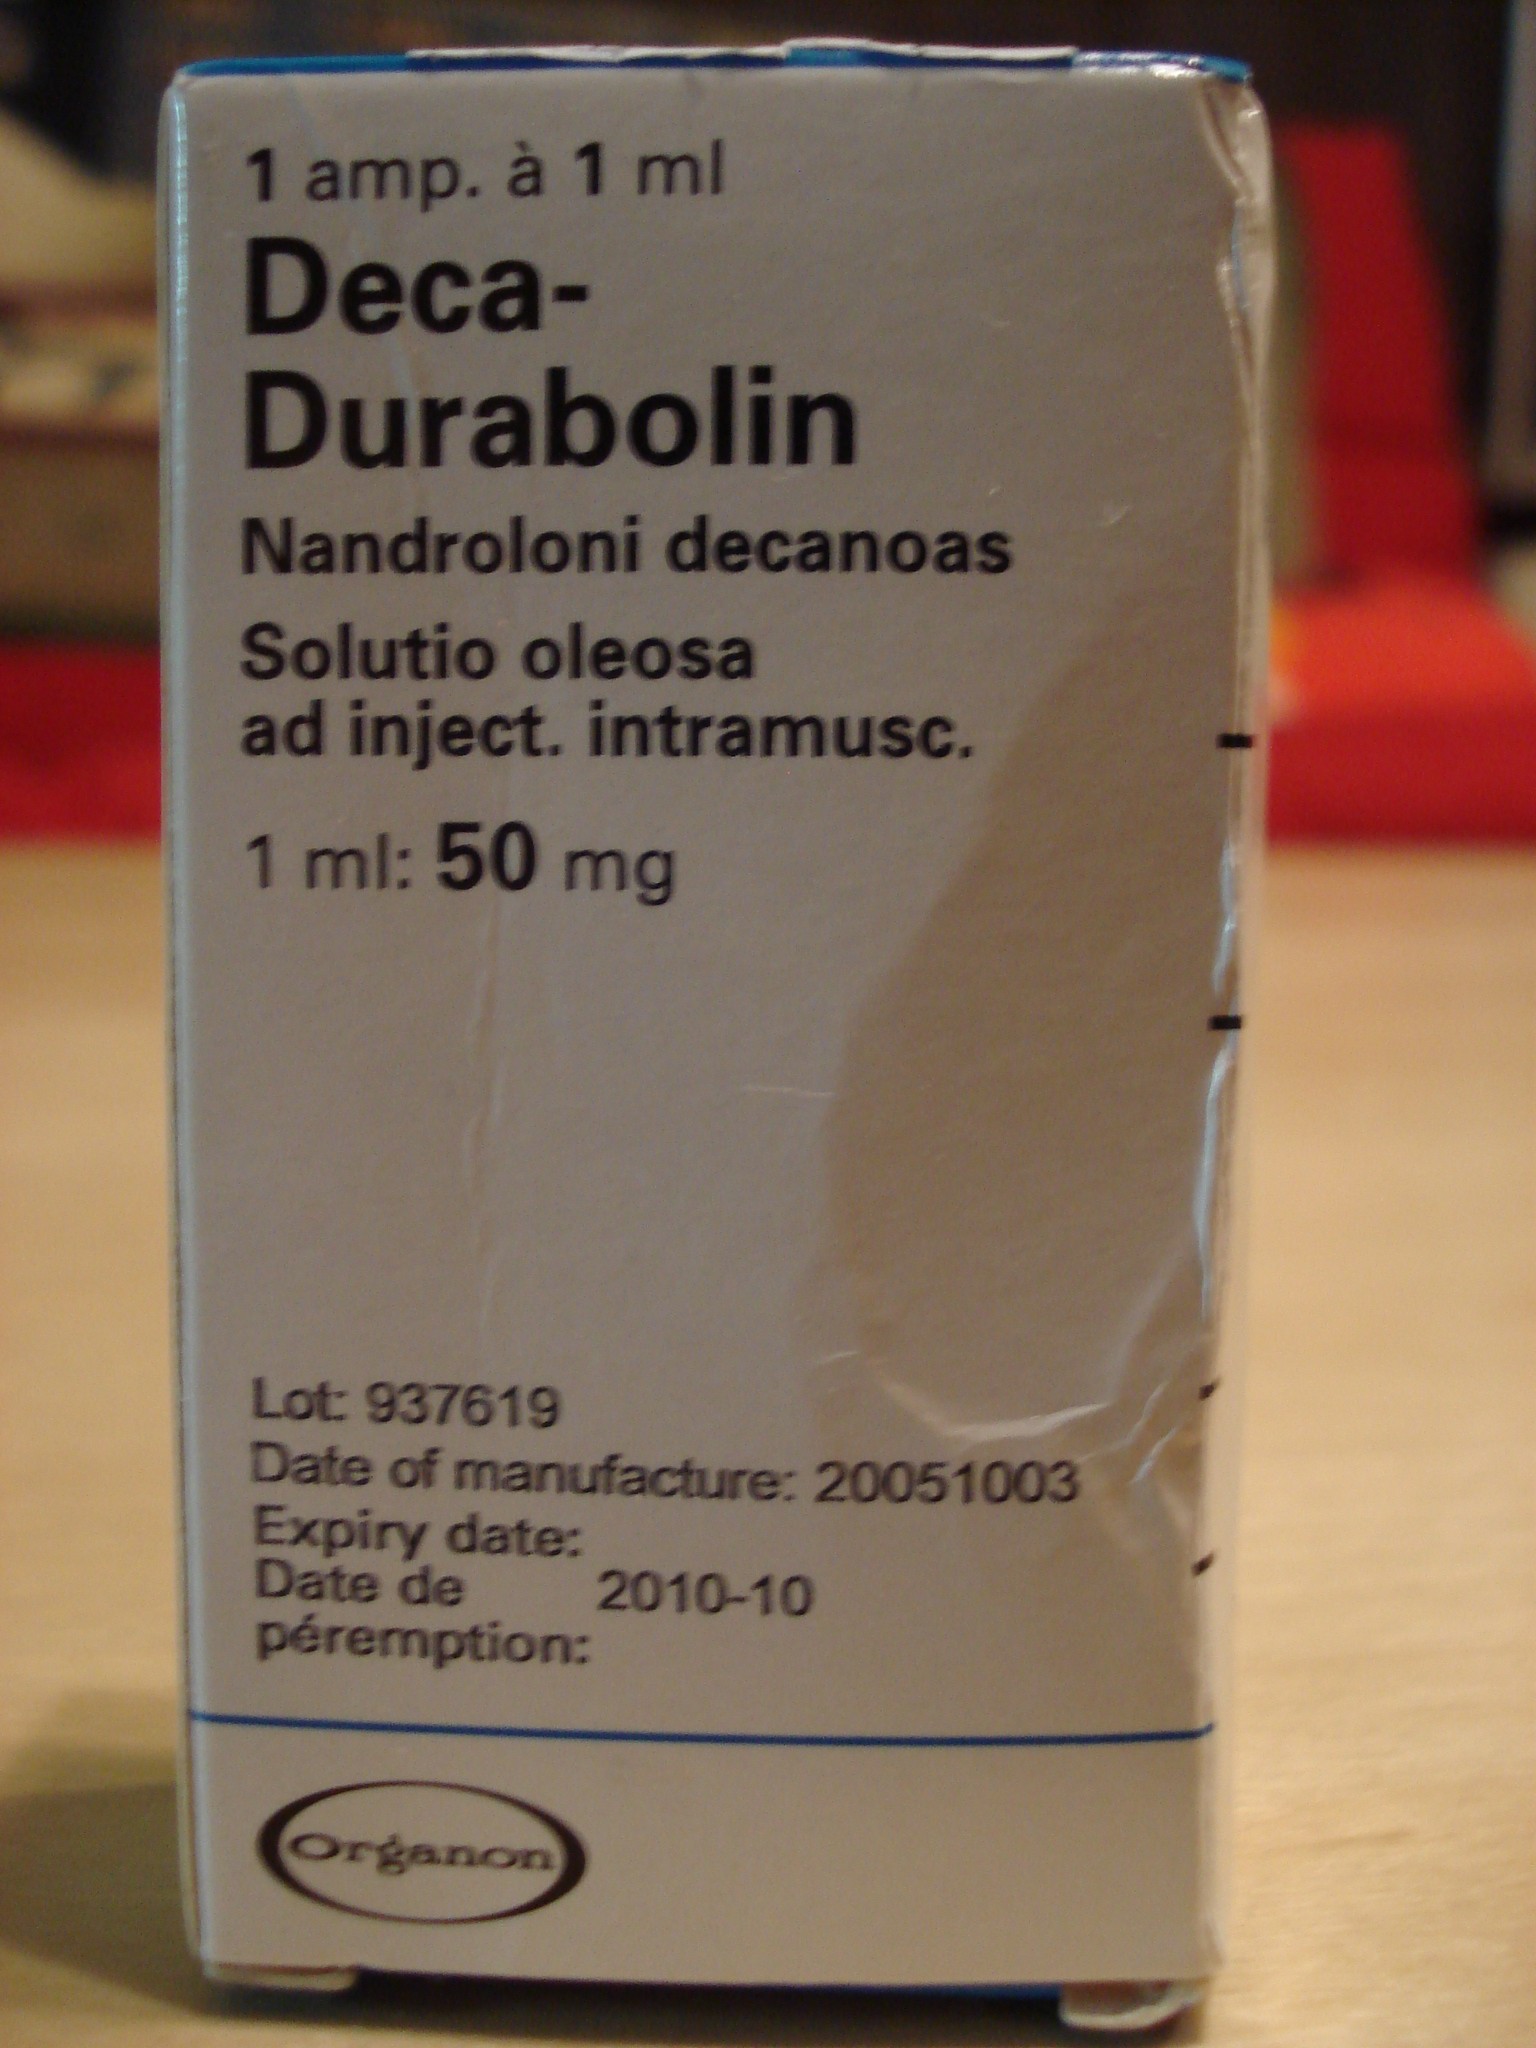 1 amp. à 1 ml
Deca-
Durabolin
Nandroloni decanoas
Solutio oleosa
ad inject. intramusc.
1 ml: 50 mg
Lot: 937619
Date of manufacture: 20051003
Expiry date:
Date de 2010-10
péremption:
Organon